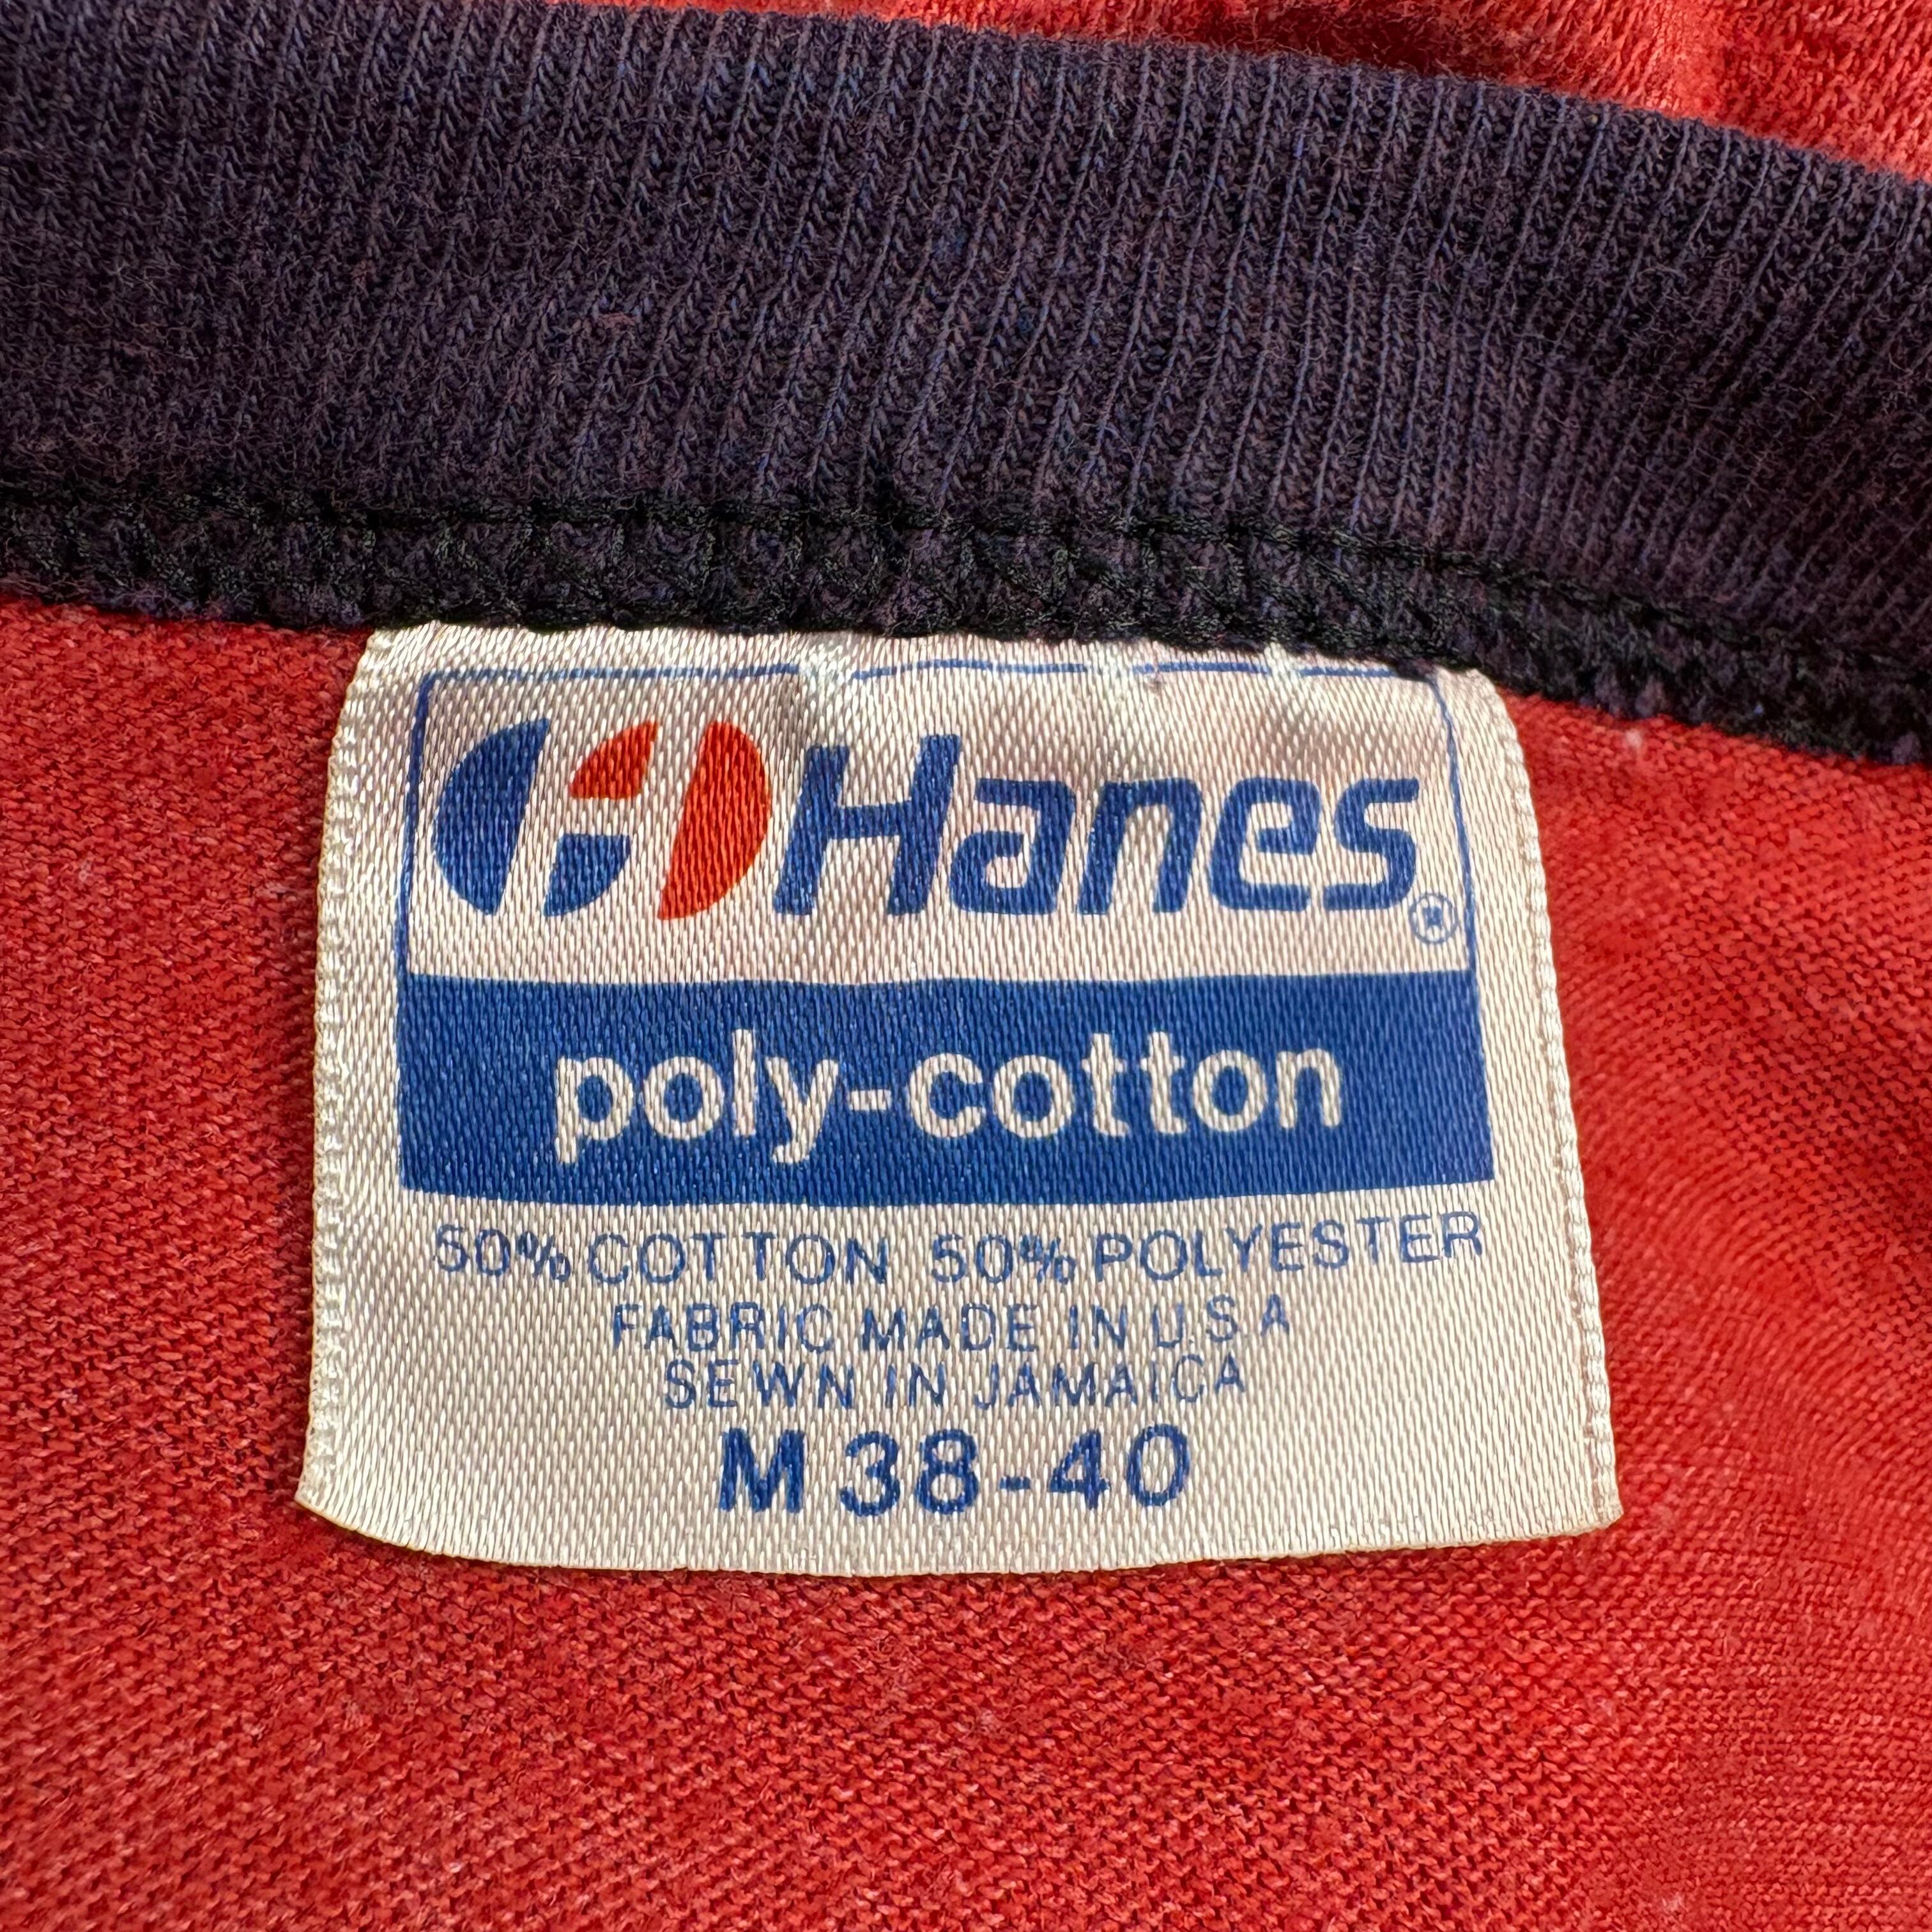 Hanes®
poly-cotton
50% COTTON 50% POLYESTER
FABRIC MADE IN U.S.A
SEWN IN JAMAICA
M 38-40